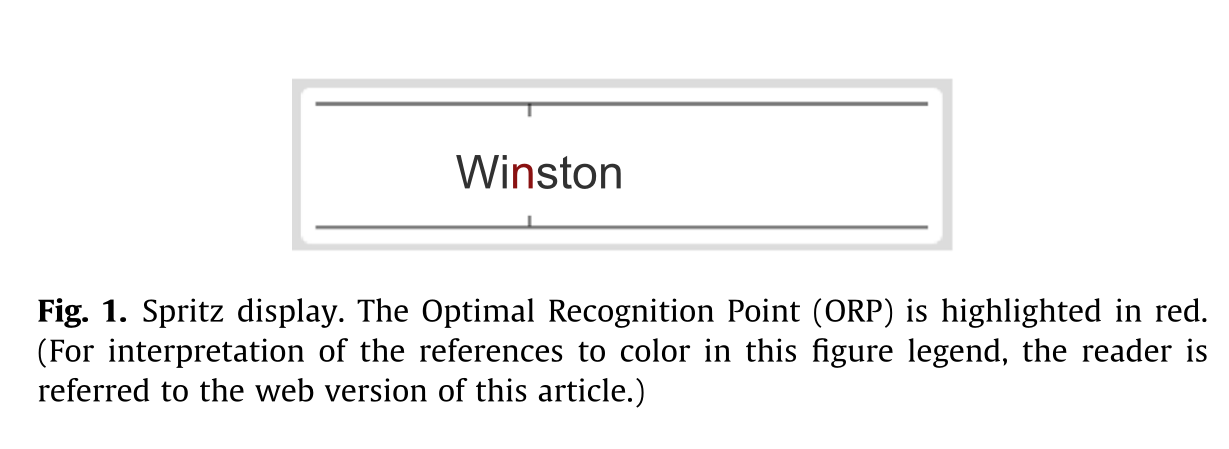 Winston
Fig. 1. Spritz display. The Optimal Recognition Point (ORP) is highlighted in red.
(For interpretation of the references to color in this figure legend, the reader is
referred to the web version of this article.)